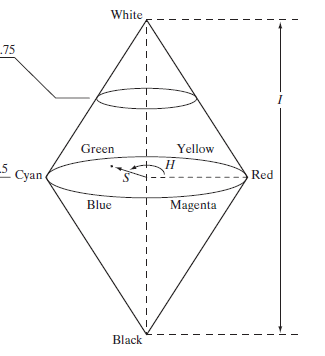 White
.75
I
Green Yellow
H
.5 Cyan S Red
Blue Magenta
Black